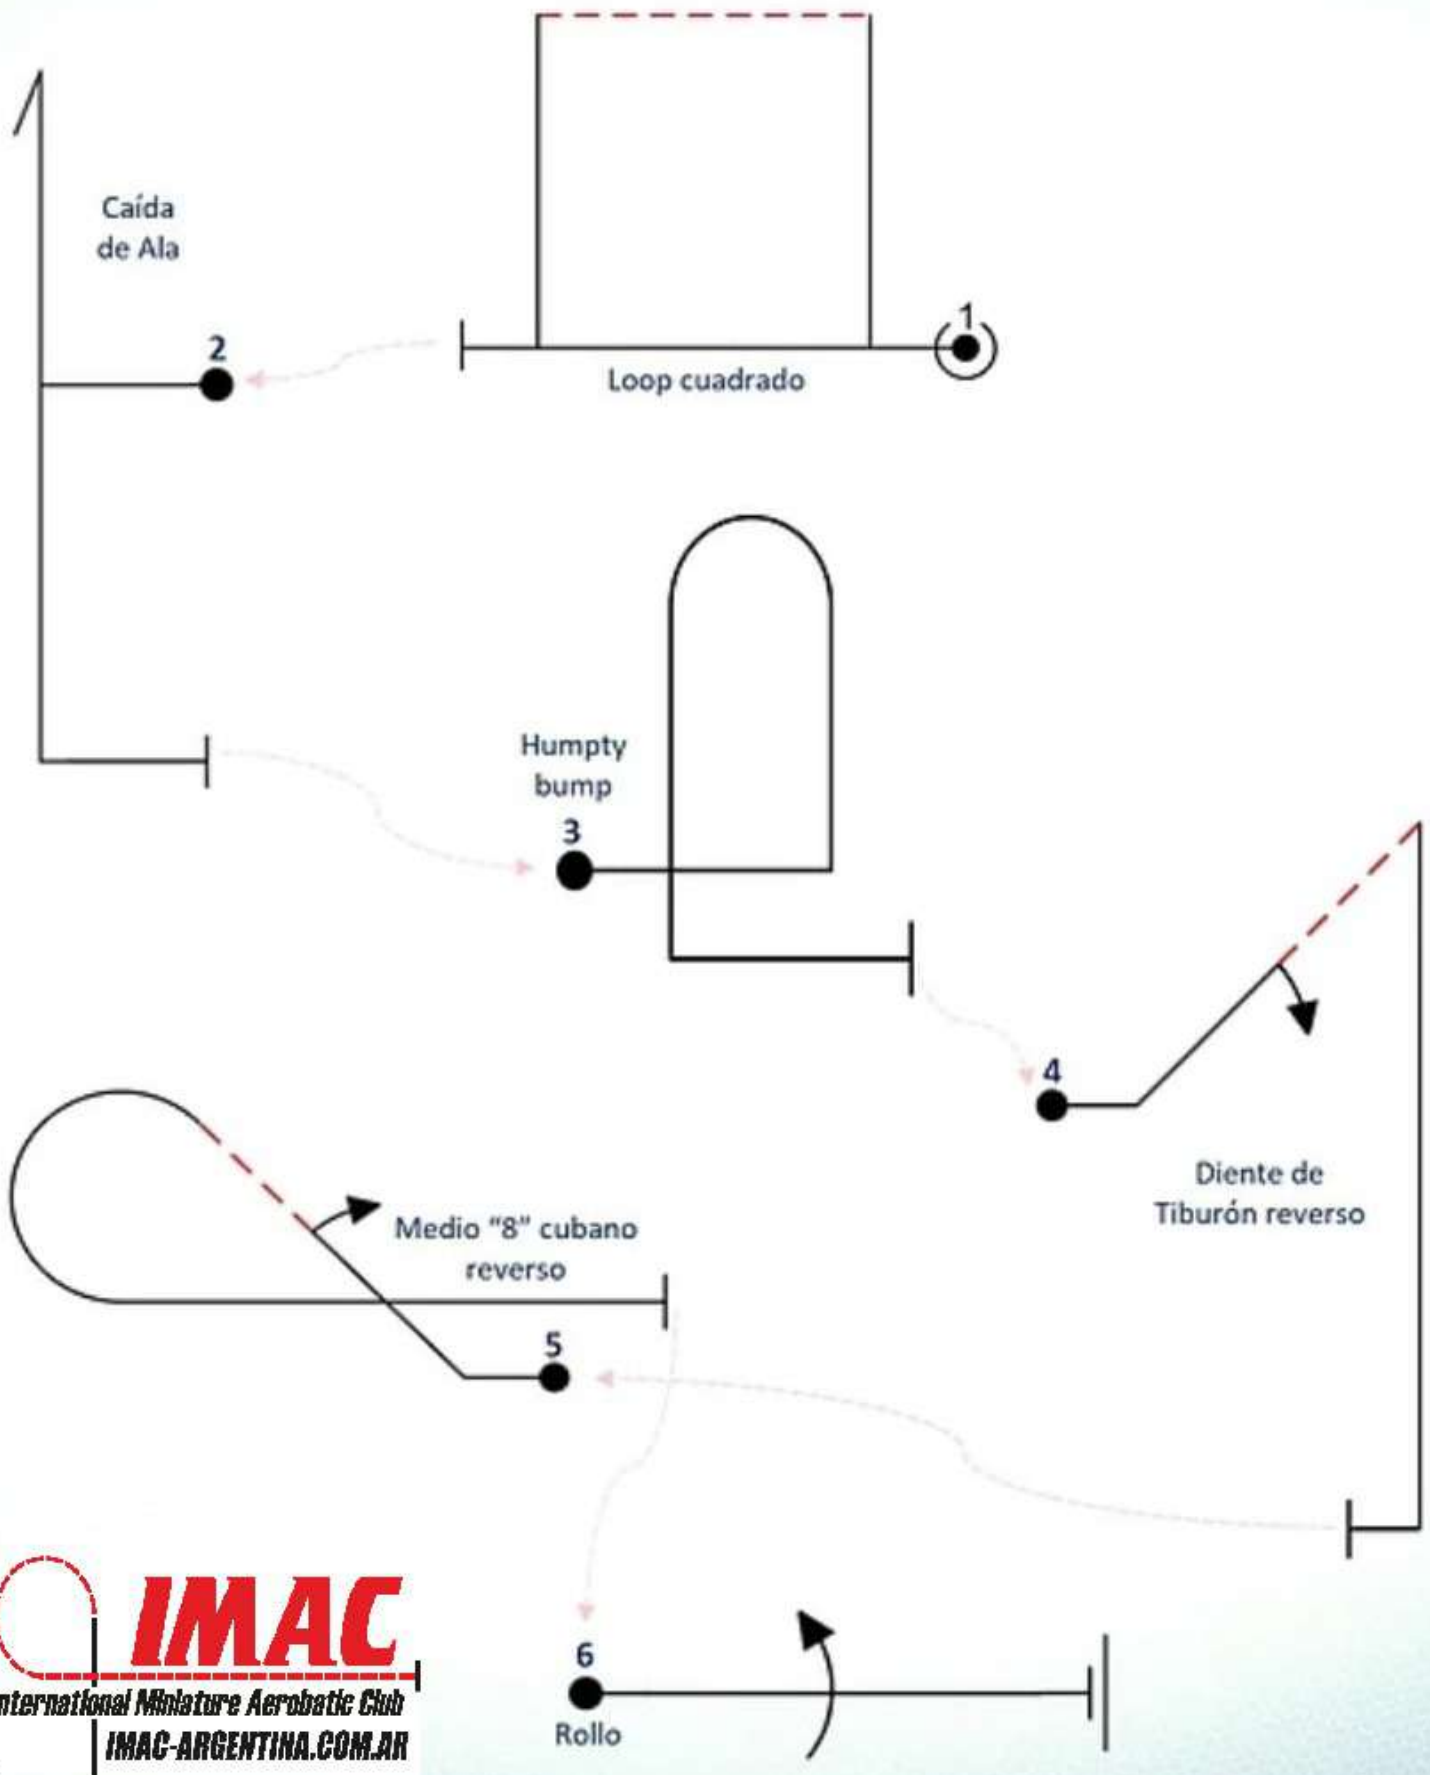 1
Loop cuadrado
Caída
de Ala
2
Humpty
bump
3
4
Diente de
Tiburón reverso
Medio “8” cubano
reverso
5
6
Rollo
IMAC
International Miniature Aerobatic Club
IMAC-ARGENTINA.COM.AR